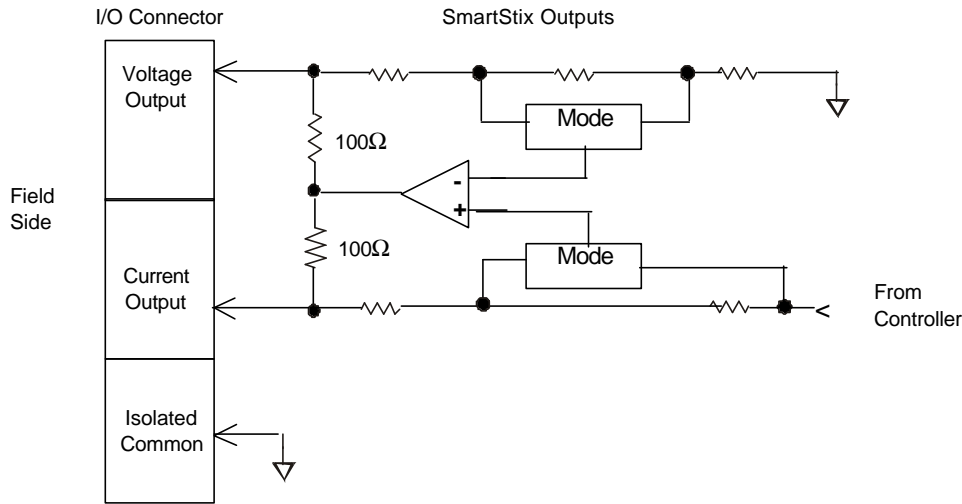 I/O Connector
SmartStix Outputs
Voltage
Output
Mode
100Ω
-
+
Field
Side
100Ω
Mode
Current
Output
From
Controller
Isolated
Common